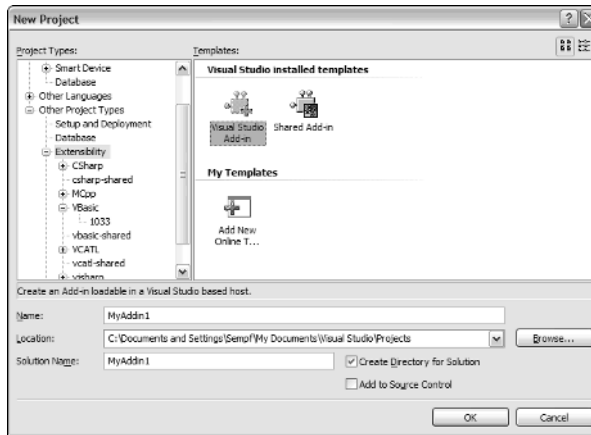 New Project
Project Types:
Templates:
Smart Device
Database
Other Languages
Other Project Types
Setup and Deployment
Database
Extensibility
CSharp
csharp-shared
MCpp
VBasic
1033
vbasic-shared
VCATL
vcatl-shared
vjsharp
Visual Studio installed templates
Visual Studio
Add-in
Shared Add-in
My Templates
Add New
Online T...
Create an Add-in loadable in a Visual Studio based host.
Name:
MyAddin1
Location:
C:\Documents and Settings\Sempf\My Documents\Visual Studio\Projects
Browse...
Solution Name:
MyAddin1
Create Directory for Solution
Add to Source Control
OK
Cancel